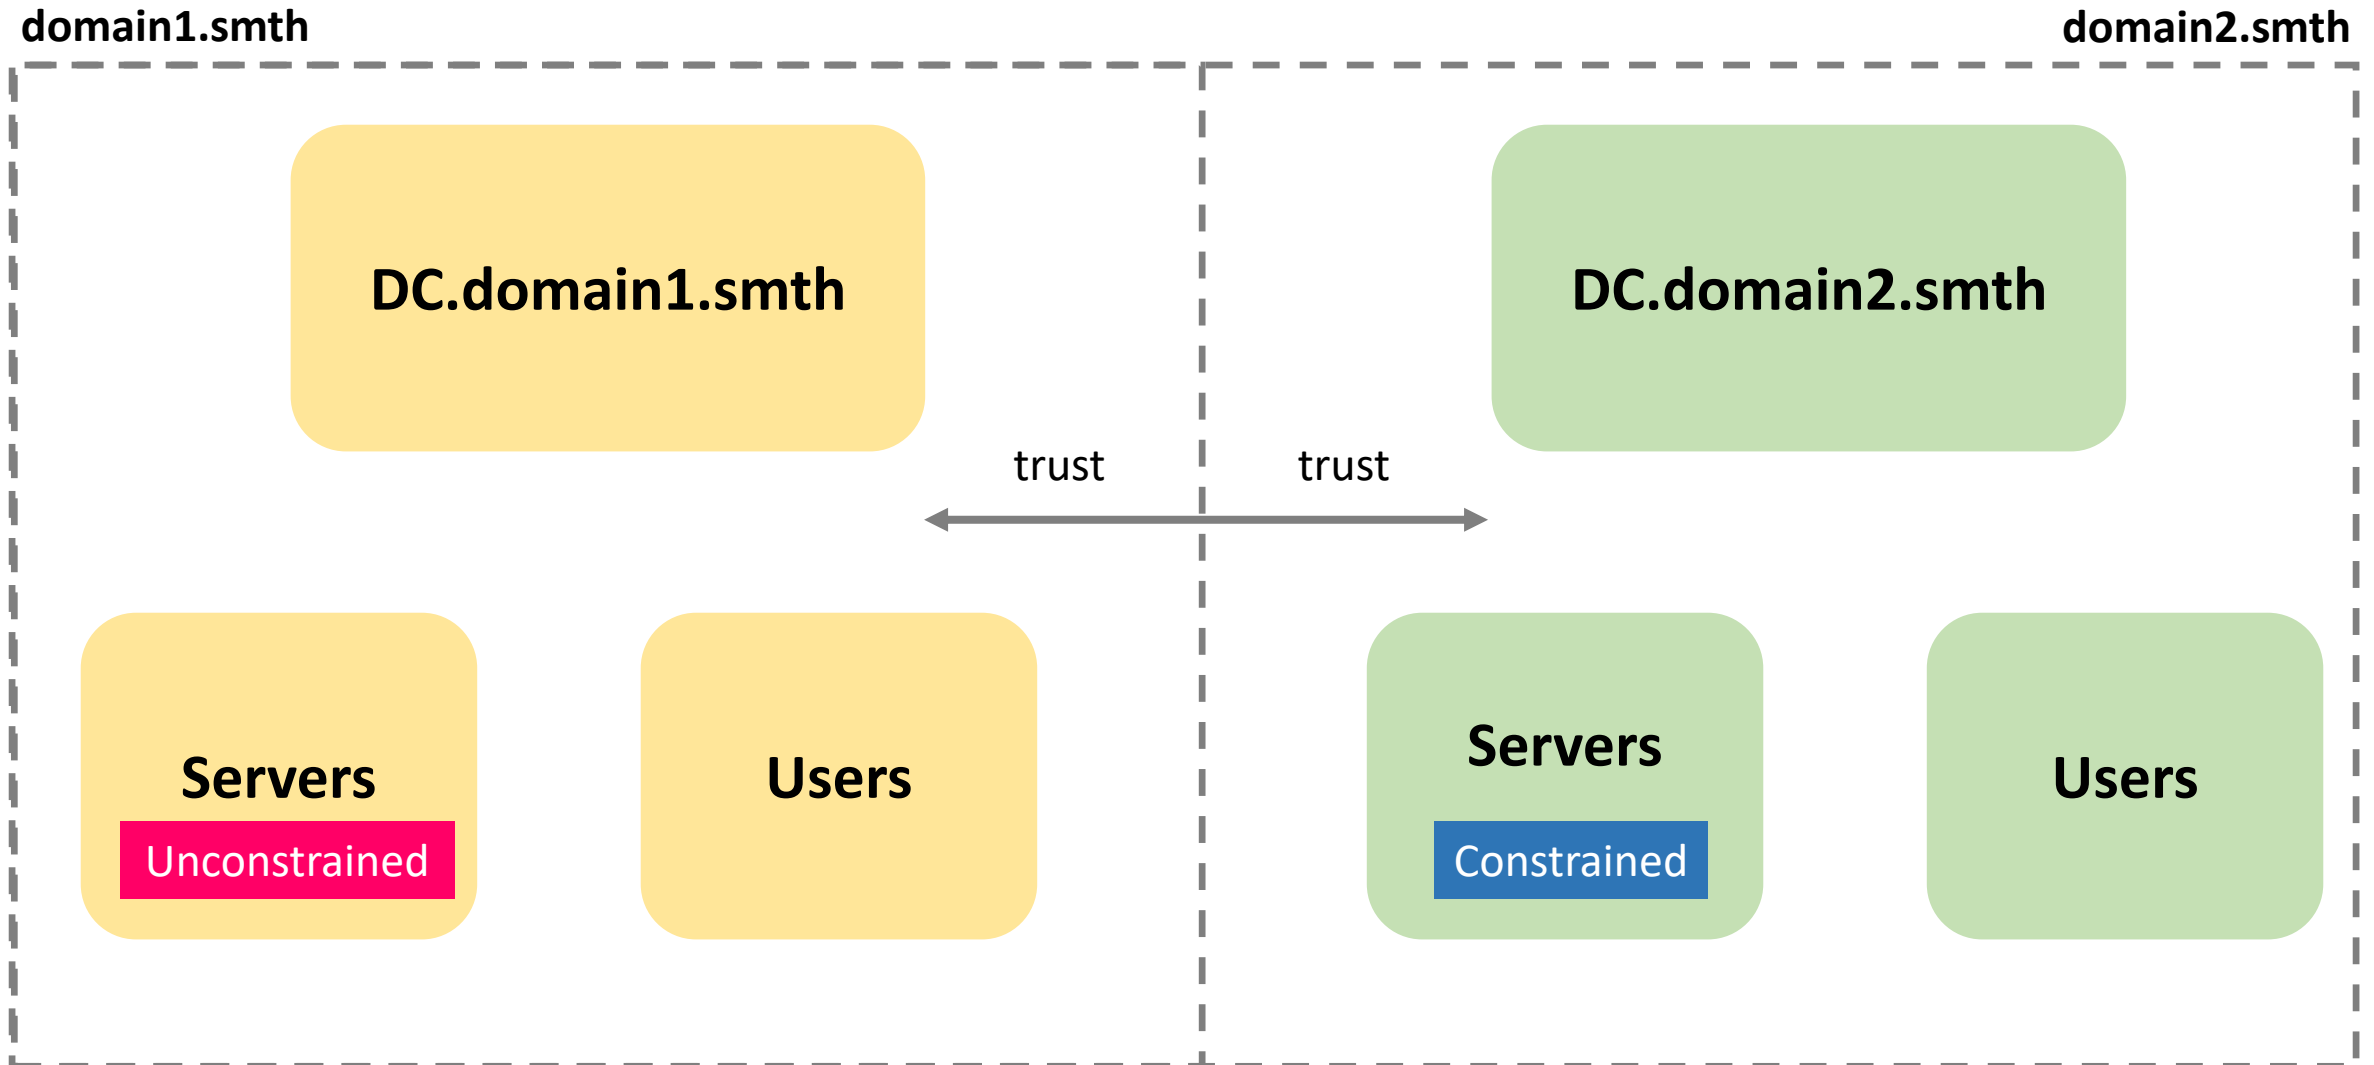 domain1.smth
domain2.smth
DC.domain1.smth
DC.domain2.smth
trust
trust
Servers
Unconstrained
Users
Servers
Constrained
Users